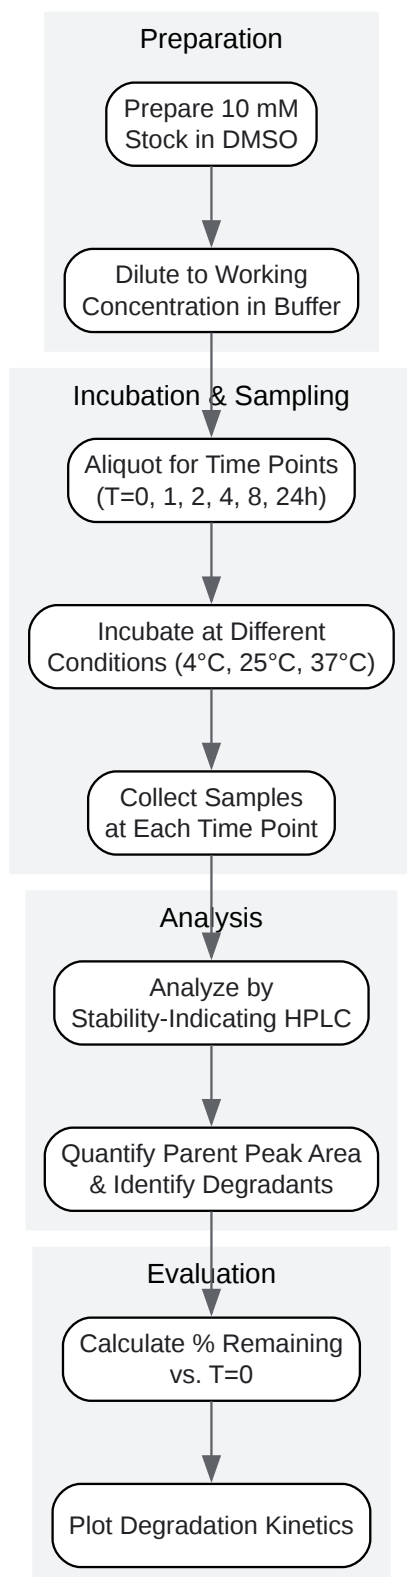 Preparation
Prepare 10 mM
Stock in DMSO
Dilute to Working
Concentration in Buffer
Incubation & Sampling
Aliquot for Time Points
(T=0, 1, 2, 4, 8, 24h)
Incubate at Different
Conditions (4°C, 25°C, 37°C)
Collect Samples
at Each Time Point
Analysis
Analyze by
Stability-Indicating HPLC
Quantify Parent Peak Area
& Identify Degradants
Evaluation
Calculate % Remaining
vs. T=0
Plot Degradation Kinetics